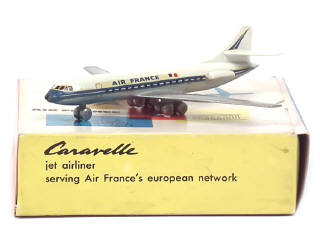 AIR FRANCE
Caravelle
jet airliner
serving Air France's european network